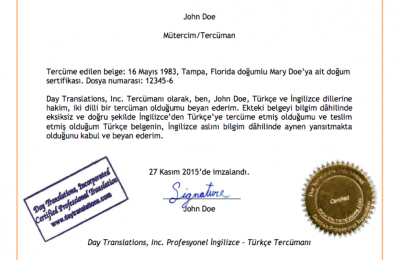 John Doe
Mütercim/Tercüman
Tercüme edilen belge: 16 Mayıs 1983, Tampa, Florida doğumlu Mary Doe'ya ait doğum
sertifikası. Dosya numarası: 12345-6
Day Translations, Inc. Tercümanı olarak, ben, John Doe, Türkçe ve İngilizce dillerine
hakim, iki dilli bir tercüman olduğumu beyan ederim. Ekteki belgeyi bilgim dâhilinde
eksiksiz ve doğru şekilde İngilizce'den Türkçe'ye tercüme etmiş olduğumu ve teslim
etmiş olduğum Türkçe belgenin, İngilizce aslını bilgim dâhilinde aynen yansıtmakta
olduğunu kabul ve beyan ederim.
27 Kasım 2015'de imzalandı.
Signature
John Doe
Day Translations, Incorporated
Certified Professional Translation
www.daytranslations.com
Certified
Day Translations, Inc. Profesyonel İngilizce – Türkçe Tercümanı